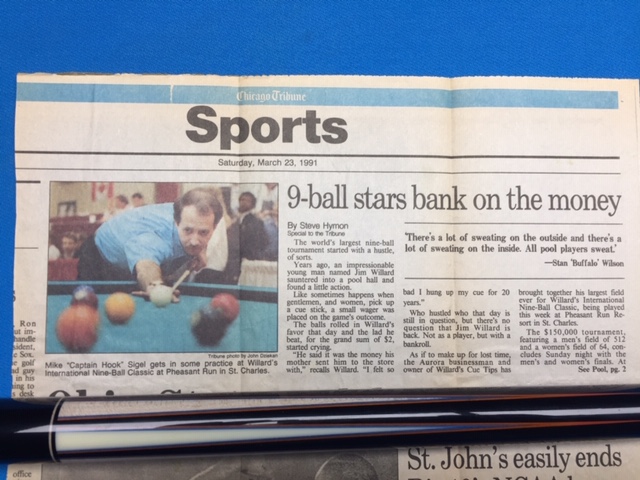 Chicago Tribune
Sports
Saturday, March 23, 1991
9-ball stars bank on the money
By Steve Hymon
Special to the Tribune
The world's largest nine-ball
tournament started with a hustle,
of sorts.
Years ago, an impressionable
young man named Jim Willard
sauntered into a pool hall and
found a little action.
Like sometimes happens when
gentlemen, and women, pick up
a cue stick, a small wager was
placed on the game's outcome.
The balls rolled in Willard's
favor that day and the lad he
beat, for the grand sum of $2,
started crying.
"He said it was the money his
mother sent him to the store
with," recalls Willard. "I felt so
'There's a lot of sweating on the outside and there's a
lot of sweating on the inside. All pool players sweat.'
—Stan 'Buffalo' Wilson
bad I hung up my cue for 20
years."
Who hustled who that day is
still in question, but there's no
question that Jim Willard is
back. Not as a player, but with a
bankroll.
As if to make up for lost time,
the Aurora businessman and
owner of Willard's Cue Tips has
brought together his largest field
ever for Willard's International
Nine-Ball Classic, being played
this week at Pheasant Run Re-
sort in St. Charles.
The $150,000 tournament,
featuring a men's field of 512
and a women's field of 64, con-
cludes Sunday night with the
men's and women's finals. At
See Pool, pg. 2
Tribune photo by John
Mike "Captain Hook" Sigel gets in some practice at Willard's
International Nine-Ball Classic at Pheasant Run in St. Charles.
Ron
handle
Sox.
golf
ad guy
in his
ing to
desk
office
St. John's easily ends